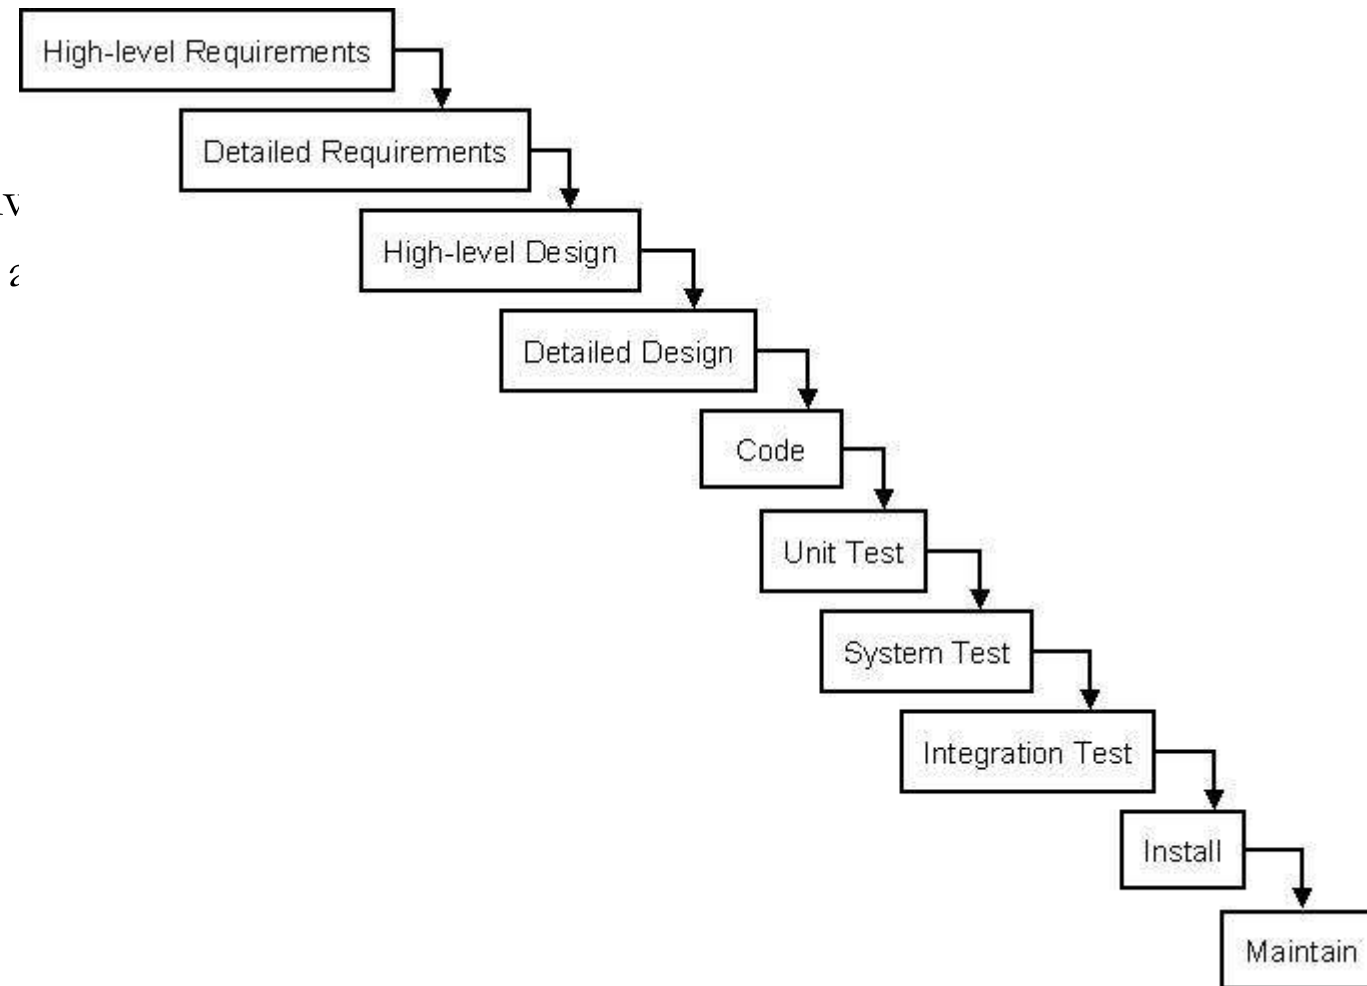 High-level Requirements
Detailed Requirements
High-level Design
a
Detailed Design
Code
Unit Test
System Test
Integration Test
Install
Maintain